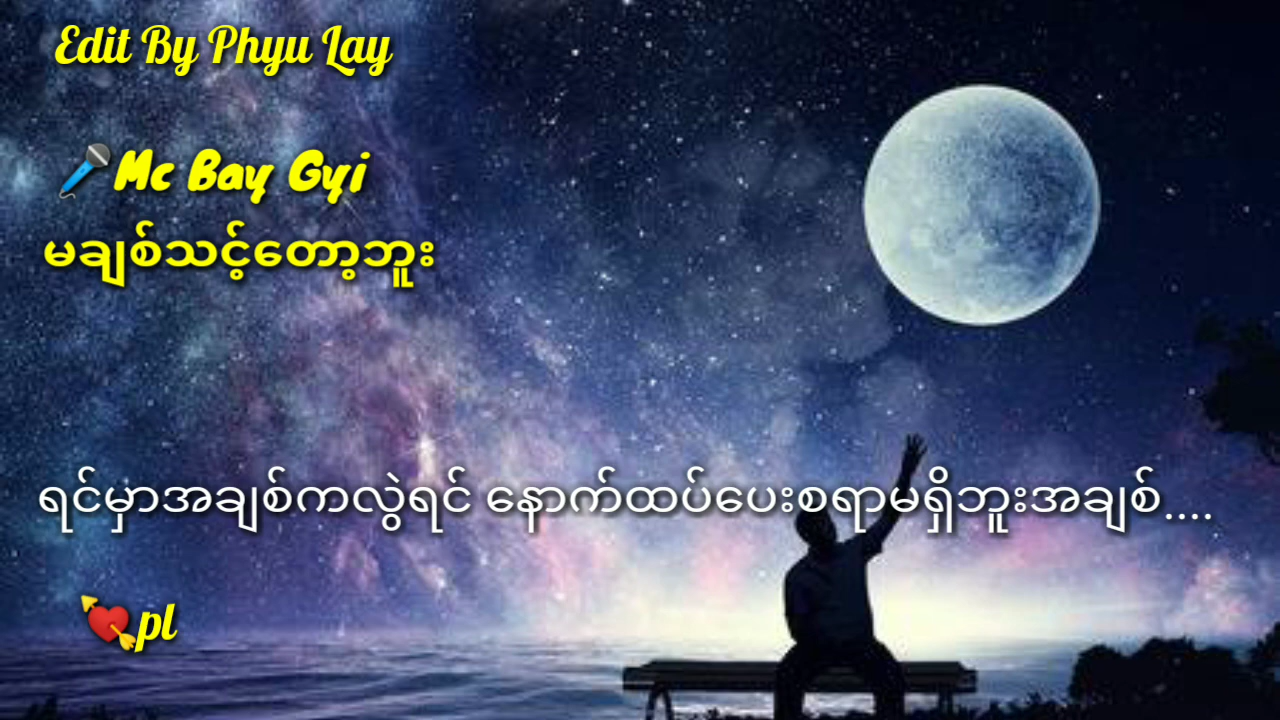 Edit By Phyu Lay
🎤Mc Bay Gyi
မချစ်သင့်တော့ဘူး
ရင်မှာအချစ်ကလွဲရင် နောက်ထပ်ပေးစရာမရှိဘူးအချစ်....
💘pl